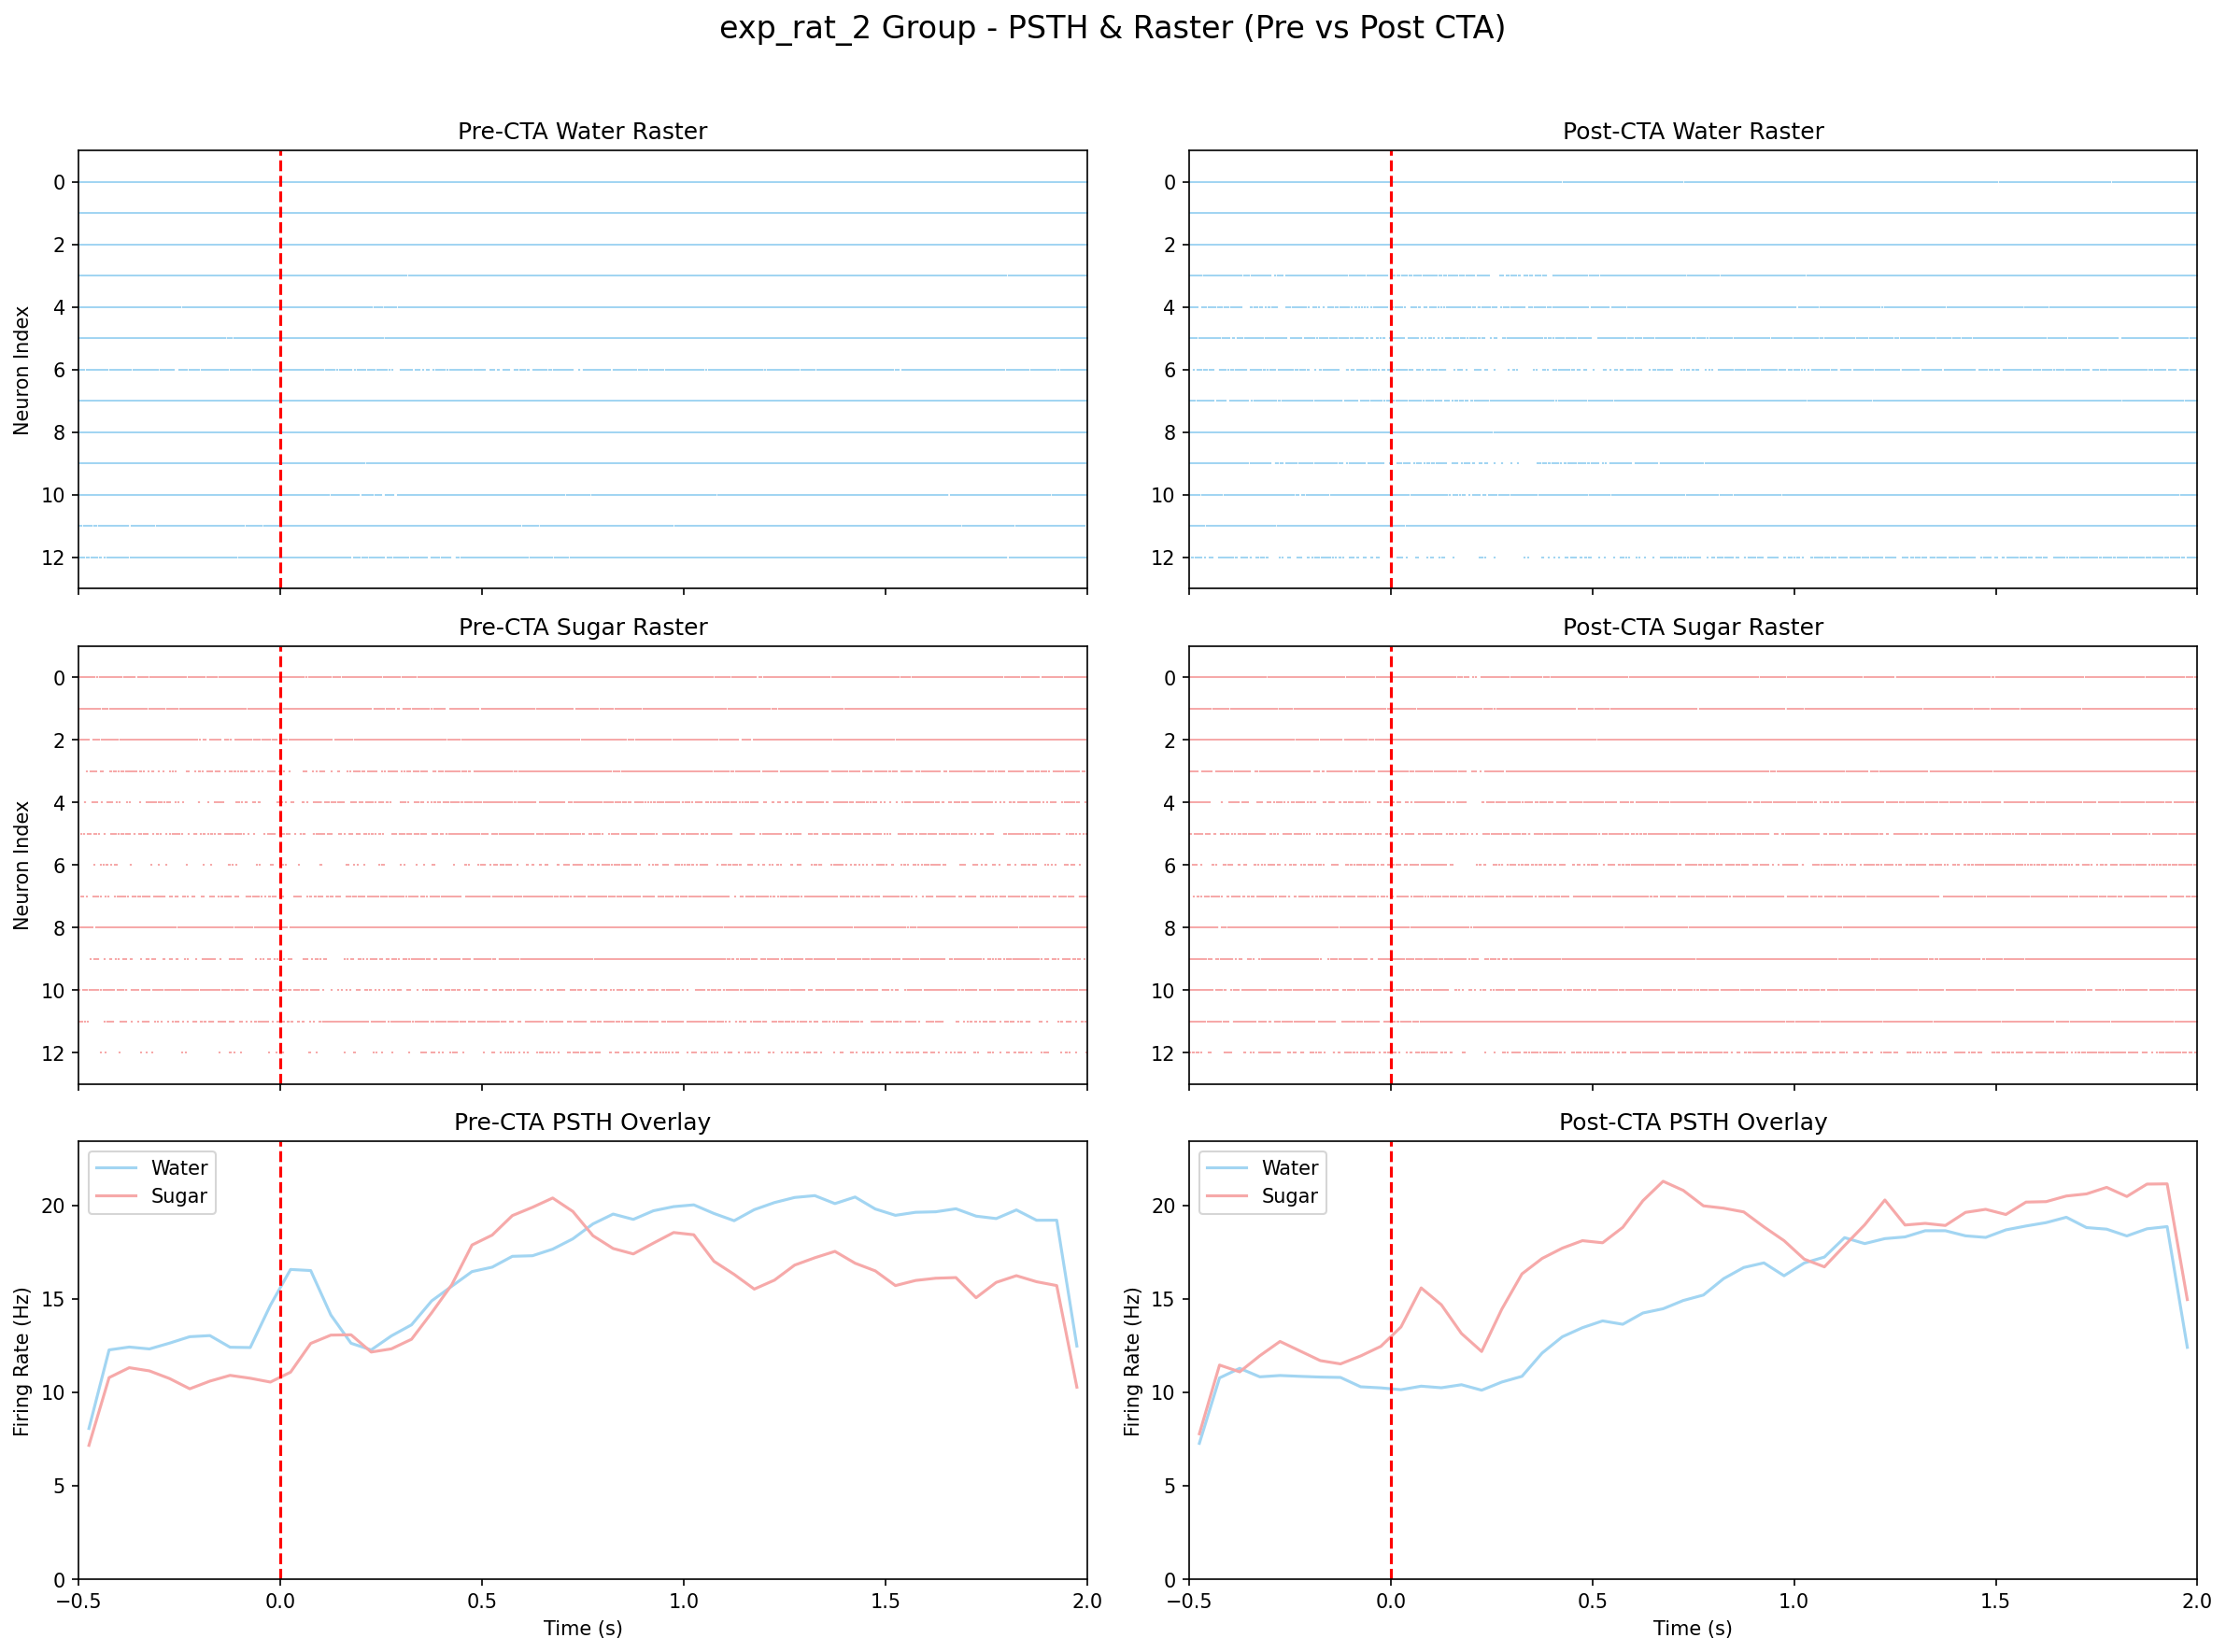 exp_rat_2 Group - PSTH & Raster (Pre vs Post CTA)
Pre-CTA Water Raster
Neuron Index
0
2
4
6
8
10
12
Post-CTA Water Raster
0
2
4
6
8
10
12
Pre-CTA Sugar Raster
Neuron Index
0
2
4
6
8
10
12
Post-CTA Sugar Raster
0
2
4
6
8
10
12
Pre-CTA PSTH Overlay
Water
Sugar
Firing Rate (Hz)
20
15
10
5
0
−0.5 0.0 0.5 1.0 1.5 2.0
Time (s)
Post-CTA PSTH Overlay
Water
Sugar
Firing Rate (Hz)
20
15
10
5
0
−0.5 0.0 0.5 1.0 1.5 2.0
Time (s)